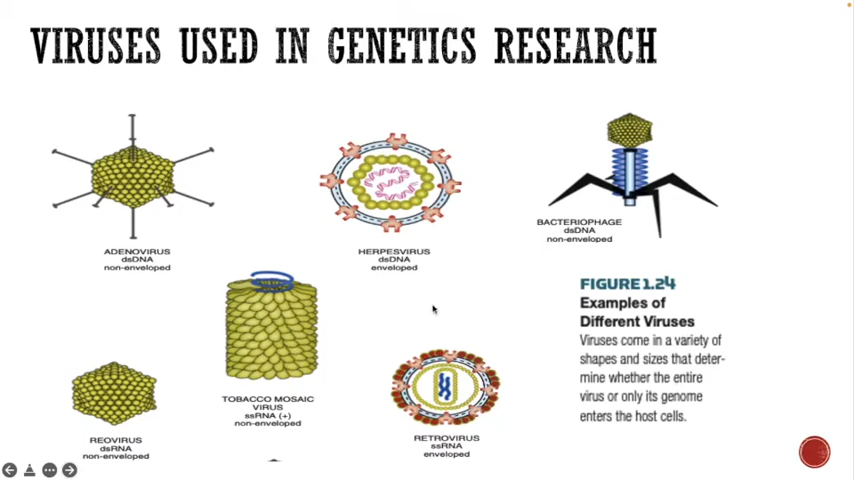 VIRUSES USED IN GENETICS RESEARCH
ADENOVIRUS
dsDNA
non-enveloped
HERPESVIRUS
dsDNA
enveloped
BACTERIOPHAGE
dsDNA
non-enveloped
FIGURE 1.24
Examples of
Different Viruses
Viruses come in a variety of
shapes and sizes that deter-
mine whether the entire
virus or only its genome
enters the host cells.
TOBACCO MOSAIC
VIRUS
ssRNA (+)
non-enveloped
REOVIRUS
dsRNA
non-enveloped
RETROVIRUS
ssRNA
enveloped